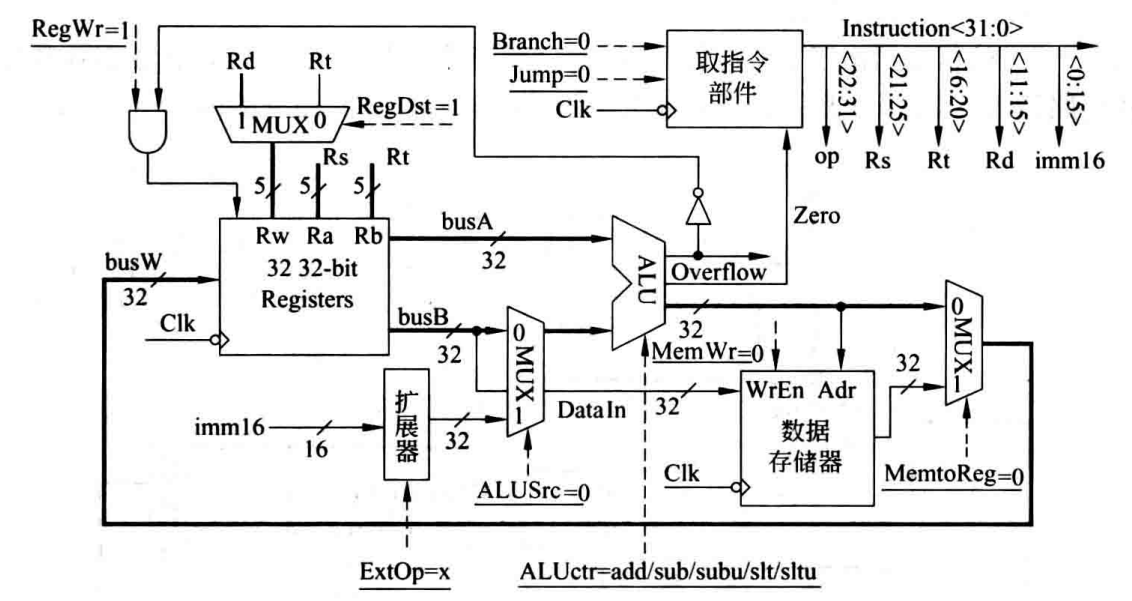 RegWr=1
Rd
Rt
1 MUX 0
RegDst=1
Branch=0
Jump=0
Clk
取指令
部件
Instruction<31:0>
<22:31>
<21:25>
<16:20>
<11:15>
<0:15>
op
Rs
Rt
Rd
imm16
5
Rs
5
Rt
5
Rw Ra Rb
32 32-bit
Registers
busW
32
Clk
busA
32
busB
32
ALU
Overflow
Zero
32
0
MUX
1
imm16
16
扩展器
32
ExtOp=x
ALUSrc=0
DataIn
32
MemWr=0
WrEn Adr
数据
存储器
Clk
32
0
MUX
1
MemtoReg=0
ALUctr=add/sub/subu/slt/sltu